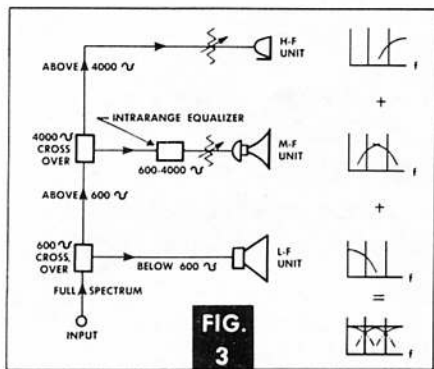 H-F
UNIT
ABOVE 4000 ∿
f
+
INTRARANGE EQUALIZER
4000 ∿
CROSS
OVER
600-4000 ∿
M-F
UNIT
f
ABOVE 600 ∿
+
600 ∿
CROSS
OVER
BELOW 600 ∿
L-F
UNIT
f
FULL SPECTRUM
=
INPUT
FIG.
3
f